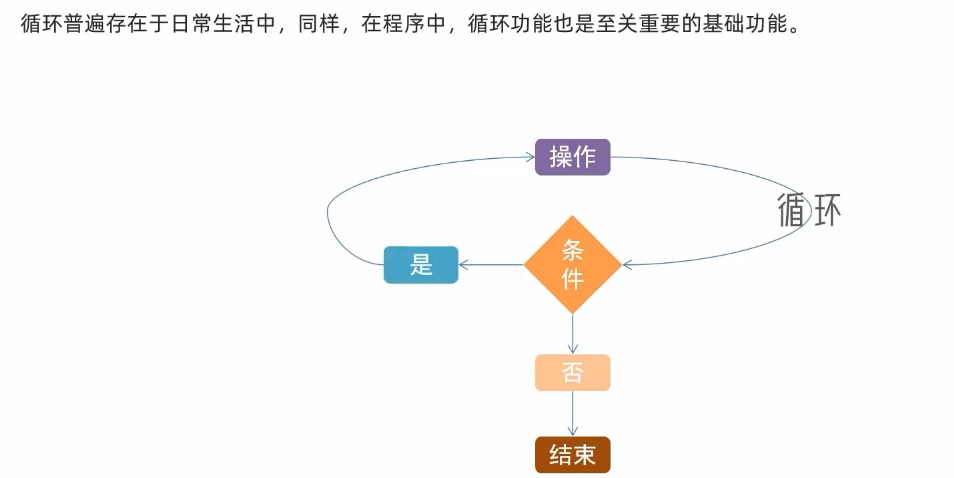 循环普遍存在于日常生活中，同样，在程序中，循环功能也是至关重要的基础功能。
操作
循环
条
件
是
否
结束